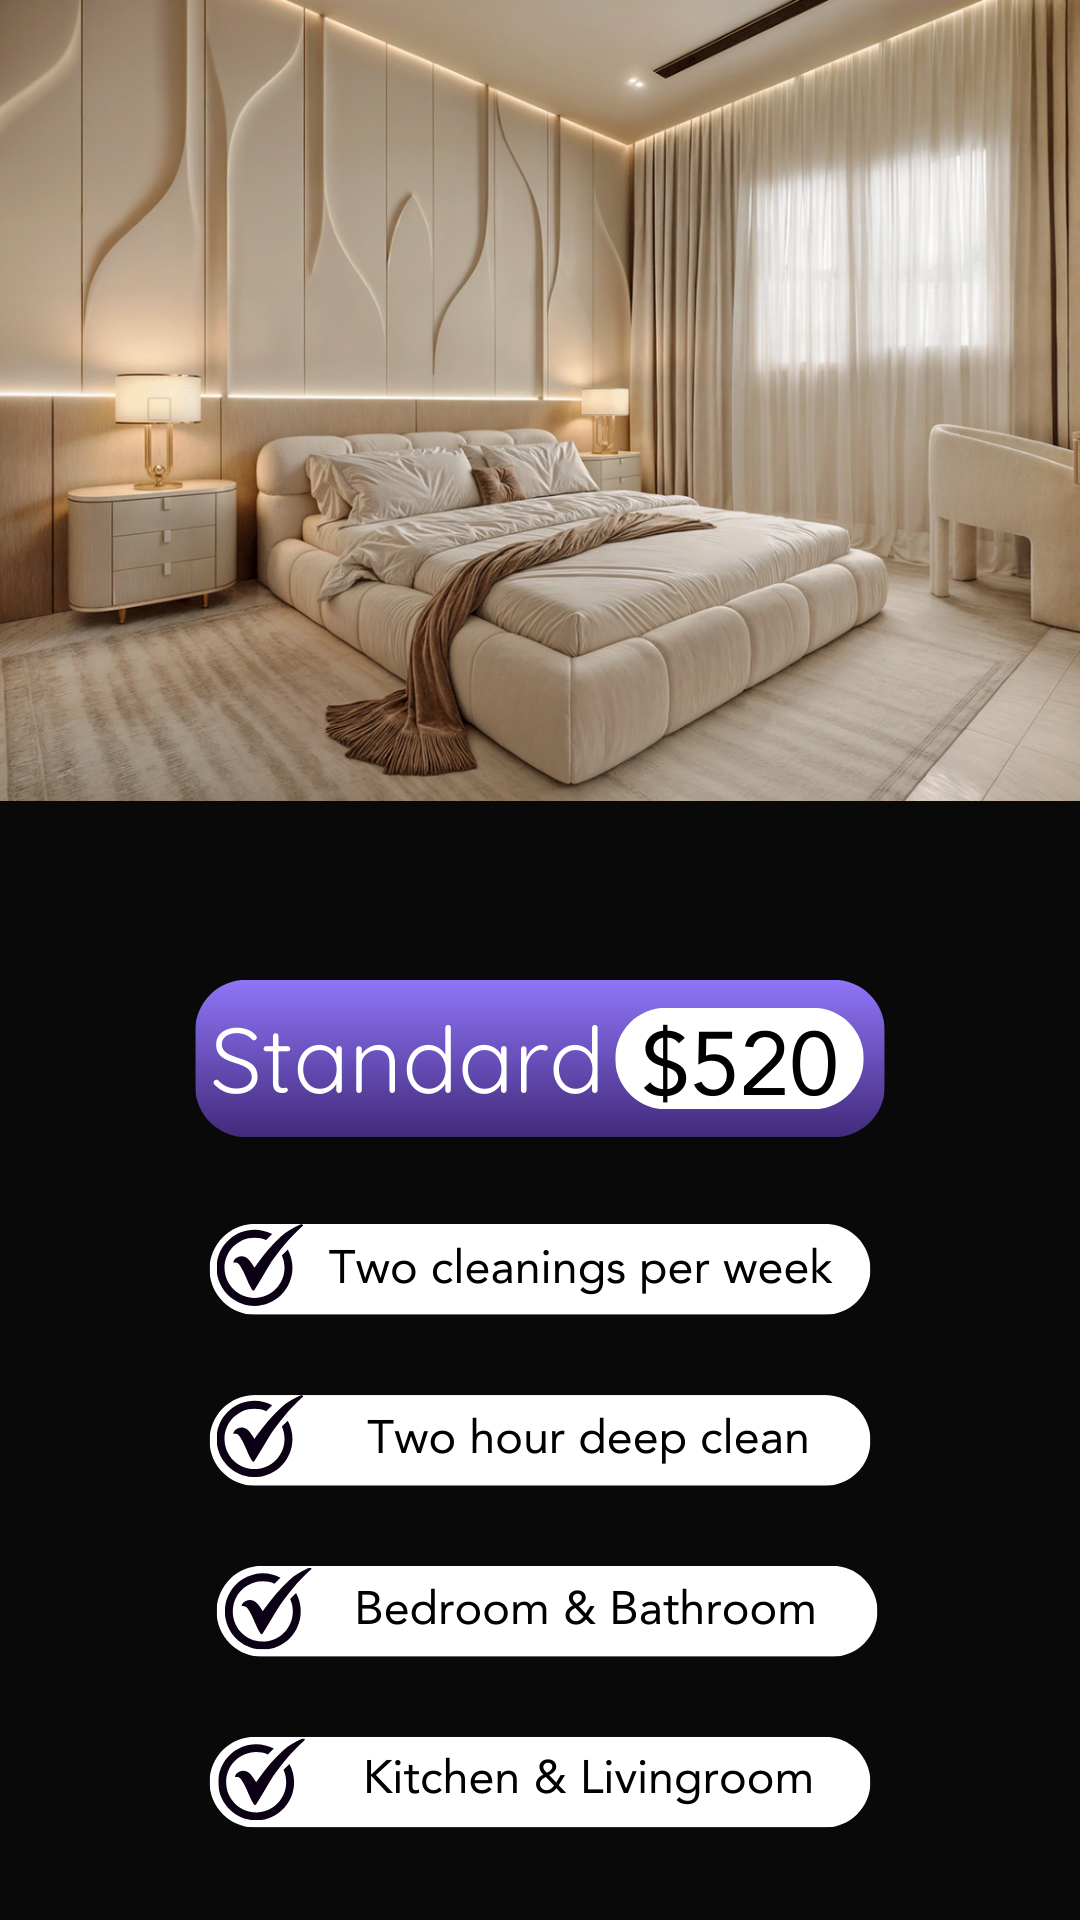 Standard $520
Two cleanings per week
Two hour deep clean
Bedroom & Bathroom
Kitchen & Livingroom